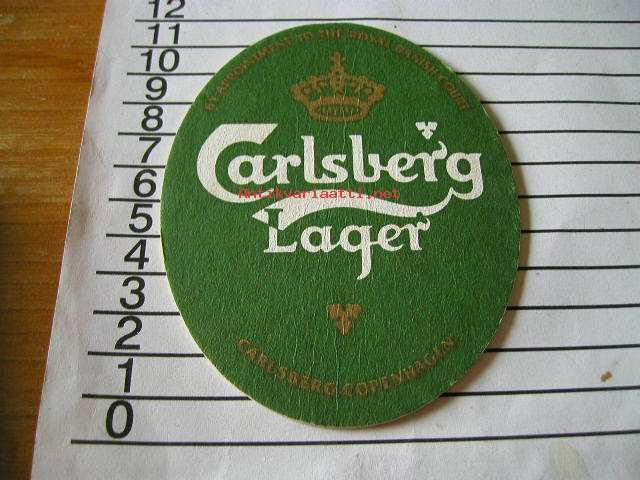 12
11
10
9
8
7
6
5
4
3
2
1
0
BY APPOINTMENT TO THE ROYAL DANISH COURT
Carlsberg
Antikvariaatti.net
Lager
CARLSBERG COPENHAGEN